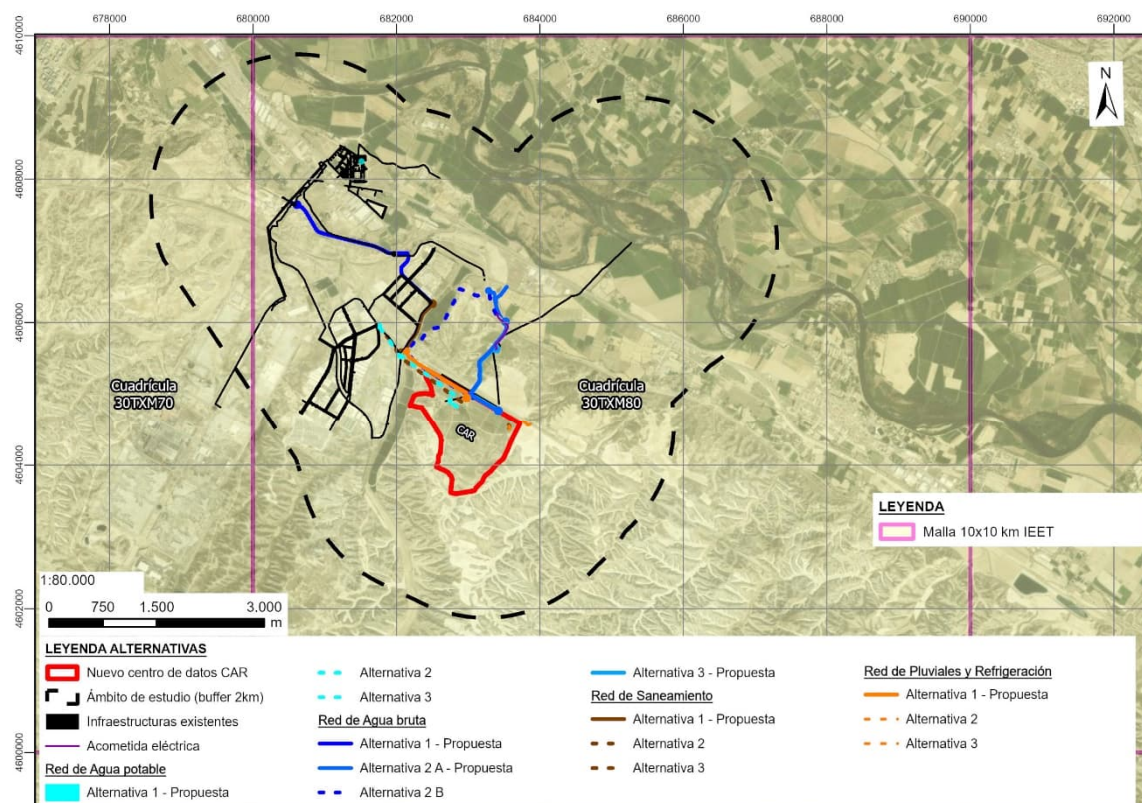 678000 680000 682000 684000 686000 688000 690000 692000
4610000
N
4608000
4606000
Cuadrícula
30TXM70
Cuadrícula
30TXM80
CAR
4604000
LEYENDA
Malla 10x10 km IEET
1:80.000
0 750 1.500 3.000
m
4602000
LEYENDA ALTERNATIVAS
Nuevo centro de datos CAR
Ámbito de estudio (buffer 2km)
Infraestructuras existentes
Acometida eléctrica
Red de Agua potable
Alternativa 1 - Propuesta
Alternativa 2
Alternativa 3
Red de Agua bruta
Alternativa 1 - Propuesta
Alternativa 2 A - Propuesta
Alternativa 2 B
Alternativa 3 - Propuesta
Red de Saneamiento
Alternativa 1 - Propuesta
Alternativa 2
Alternativa 3
Red de Pluviales y Refrigeración
Alternativa 1 - Propuesta
Alternativa 2
Alternativa 3
4600000